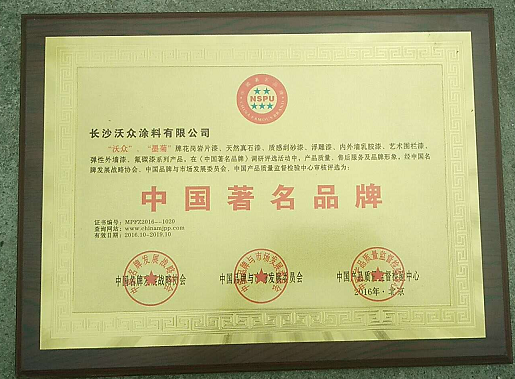 NSPU
长沙沃众涂料有限公司
"沃众"、"墨菊"牌花岗岩片漆、天然真石漆、质感刮砂漆、浮雕漆、内外墙乳胶漆、艺术围栏漆、
弹性外墙漆、氟碳漆系列产品，在《中国著名品牌》调研评选活动中，产品质量、售后服务及品牌形象，经中国名
牌发展战略协会、中国品牌与市场发展委员会、中国产品质量监督检验中心审核评选为：
中国著名品牌
证书编号：MPPZ2016--1020
查询网站：www.chinamjpp.com
有效日期：2016.10-2019.10
中国名牌发展战略协会
中国品牌与市场发展委员会
中国产品质量监督检验中心
2016年·北京